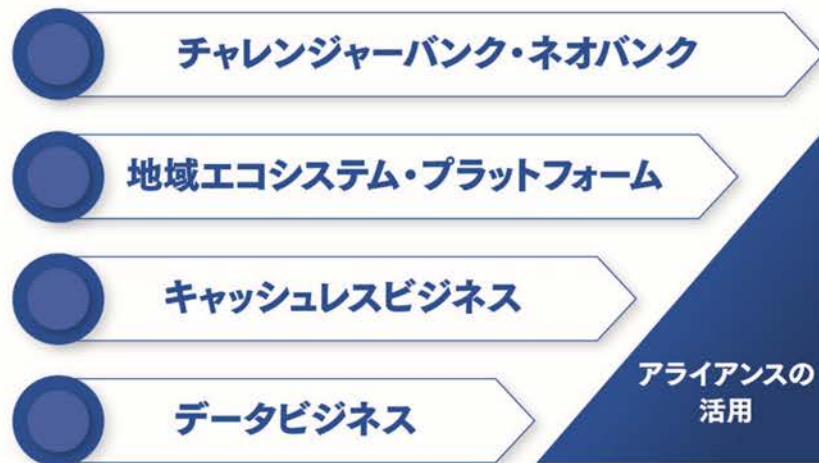 チャレンジャーバンク・ネオバンク
地域エコシステム・プラットフォーム
キャッシュレスビジネス
データビジネス
アライアンスの
活用